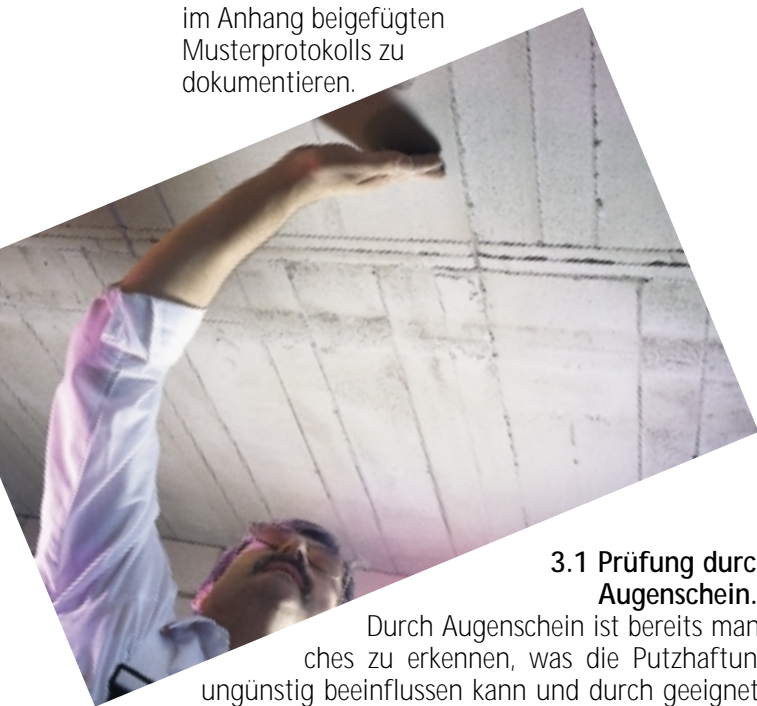 im Anhang beigefügten
Musterprotokolls zu
dokumentieren.
3.1 Prüfung durc
Augenschein.
Durch Augenschein ist bereits man
ches zu erkennen, was die Putzhaftun
ungünstig beeinflussen kann und durch geeignet